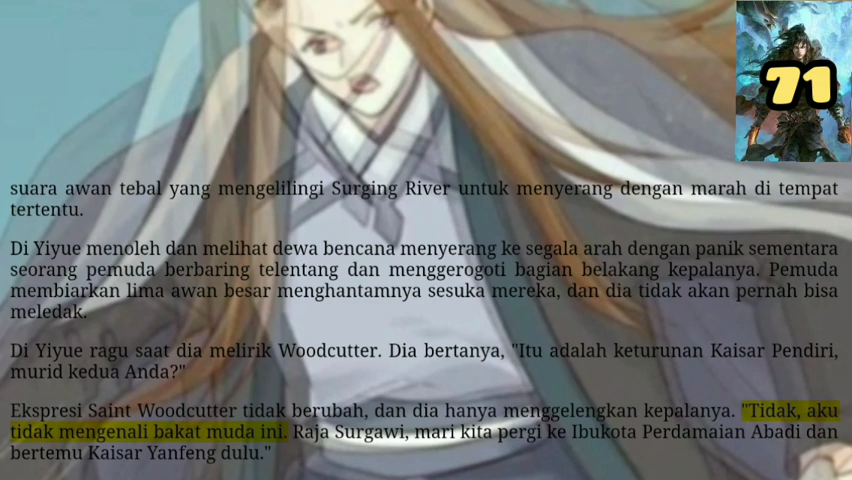 71
suara awan tebal yang mengelilingi Surging River untuk menyerang dengan marah di tempat
tertentu.
Di Yiyue menoleh dan melihat dewa bencana menyerang ke segala arah dengan panik sementara
seorang pemuda berbaring telentang dan menggerogoti bagian belakang kepalanya. Pemuda
membiarkan lima awan besar menghantamnya sesuka mereka, dan dia tidak akan pernah bisa
meledak.
Di Yiyue ragu saat dia melirik Woodcutter. Dia bertanya, "Itu adalah keturunan Kaisar Pendiri,
murid kedua Anda?"
Ekspresi Saint Woodcutter tidak berubah, dan dia hanya menggelengkan kepalanya. "Tidak, aku
tidak mengenali bakat muda ini. Raja Surgawi, mari kita pergi ke Ibukota Perdamaian Abadi dan
bertemu Kaisar Yanfeng dulu."